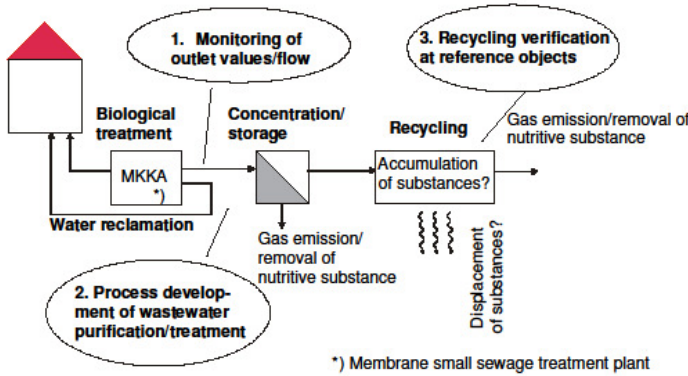 1. Monitoring of
outlet values/flow
3. Recycling verification
at reference objects
Biological
treatment
Concentration/
storage
Recycling
Gas emission/removal of
nutritive substance
MKKA
*)
Accumulation
of substances?
Water reclamation
Gas emission/
removal of
nutritive substance
Displacement
of substances?
2. Process develop-
ment of wastewater
purification/treatment
*) Membrane small sewage treatment plant